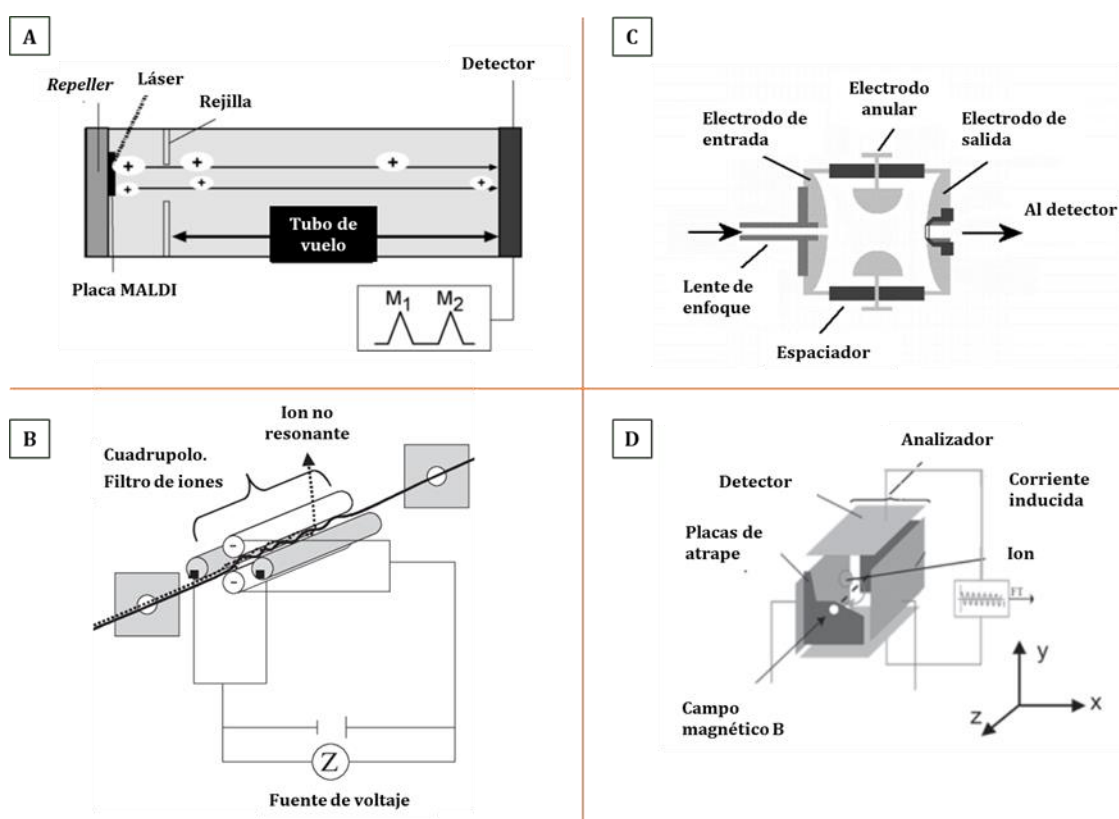 A
Repeller
Láser
Rejilla
Detector
+
+
+
+
+
+
Tubo de
vuelo
Placa MALDI
M1
M2
C
Electrodo
anular
Electrodo de
entrada
Electrodo de
salida
Al detector
Lente de
enfoque
Espaciador
B
Ion no
resonante
Cuadrupolo.
Filtro de iones
-
-
Z
Fuente de voltaje
D
Analizador
Detector
Corriente
inducida
Placas de
atrape
Ion
FT
Campo
magnético B
y
x
z